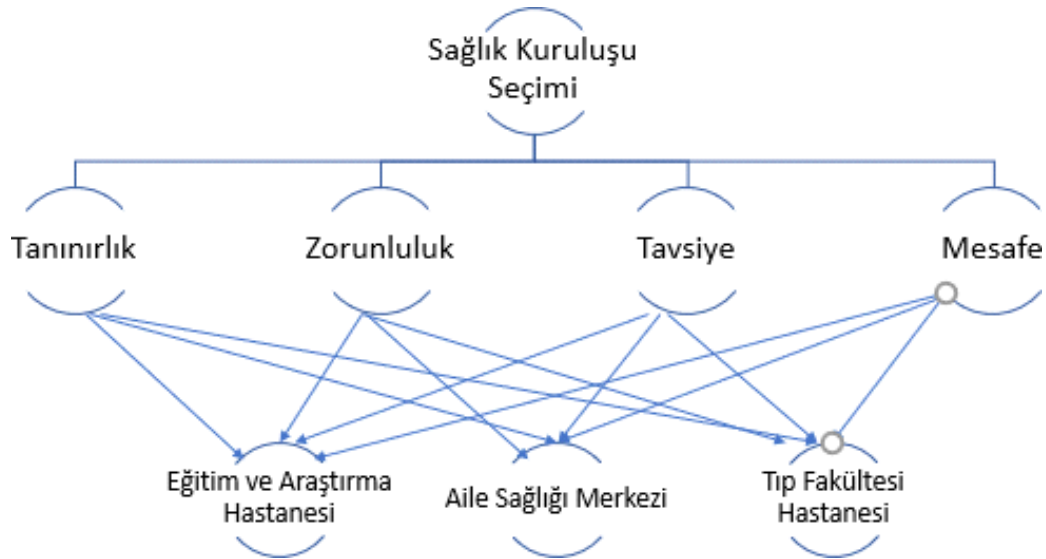 Sağlık Kuruluşu
Seçimi
Tanınırlık
Zorunluluk
Tavsiye
Mesafe
Eğitim ve Araştırma
Hastanesi
Aile Sağlığı Merkezi
Tıp Fakültesi
Hastanesi